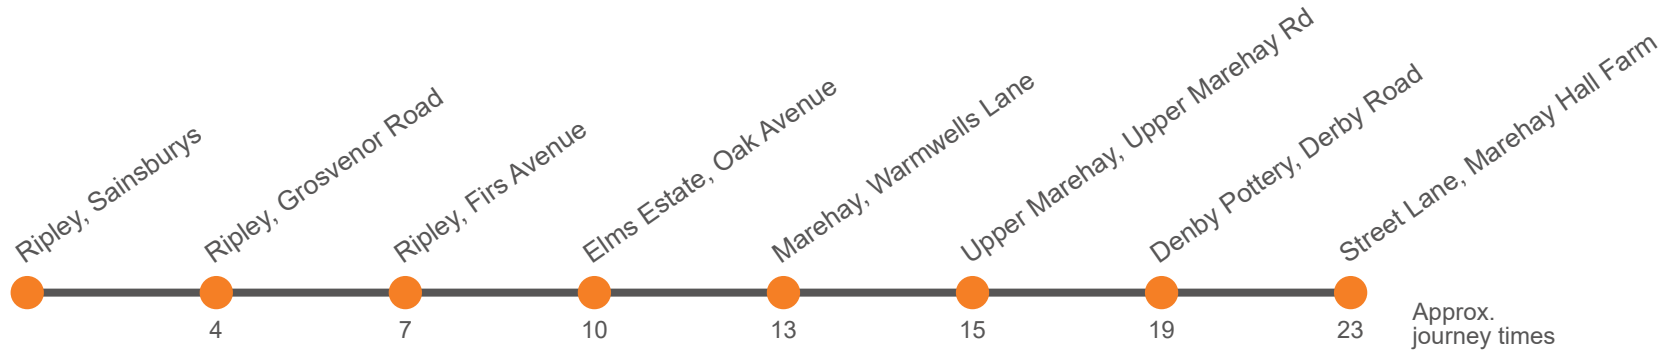 Ripley, Sainsburys
Ripley, Grosvenor Road
Ripley, Firs Avenue
Elms Estate, Oak Avenue
Marehay, Warmwells Lane
Upper Marehay, Upper Marehay Rd
Denby Pottery, Derby Road
Street Lane, Marehay Hall Farm
4
7
10
13
15
19
23
Approx.
journey times